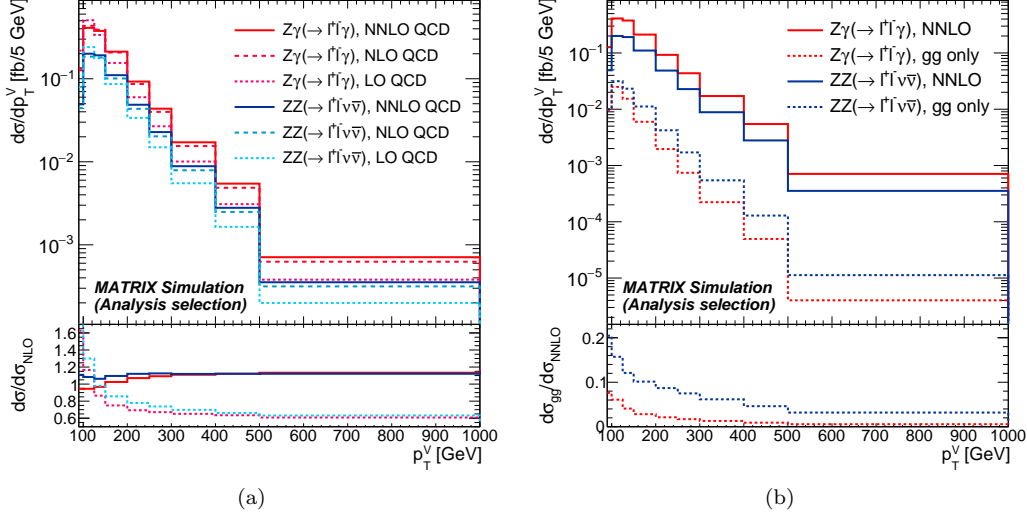 dσ/dp_T^V [fb/5 GeV]
10⁻¹
10⁻²
10⁻³
Zγ(→ l⁺l⁻γ), NNLO QCD
Zγ(→ l⁺l⁻γ), NLO QCD
Zγ(→ l⁺l⁻γ), LO QCD
ZZ(→ l⁺l⁻νν̅), NNLO QCD
ZZ(→ l⁺l⁻νν̅), NLO QCD
ZZ(→ l⁺l⁻νν̅), LO QCD
MATRIX Simulation
(Analysis selection)
dσ/dσ_NLO
1.6
1.4
1.2
1
0.8
0.6
100 200 300 400 500 600 700 800 900 1000
p_T^V [GeV]
(a)
dσ/dp_T^V [fb/5 GeV]
1
10⁻¹
10⁻²
10⁻³
10⁻⁴
10⁻⁵
Zγ(→ l⁺l⁻γ), NNLO
Zγ(→ l⁺l⁻γ), gg only
ZZ(→ l⁺l⁻νν̅), NNLO
ZZ(→ l⁺l⁻νν̅), gg only
MATRIX Simulation
(Analysis selection)
dσ_gg/dσ_NNLO
0.2
0.1
0
100 200 300 400 500 600 700 800 900 1000
p_T^V [GeV]
(b)